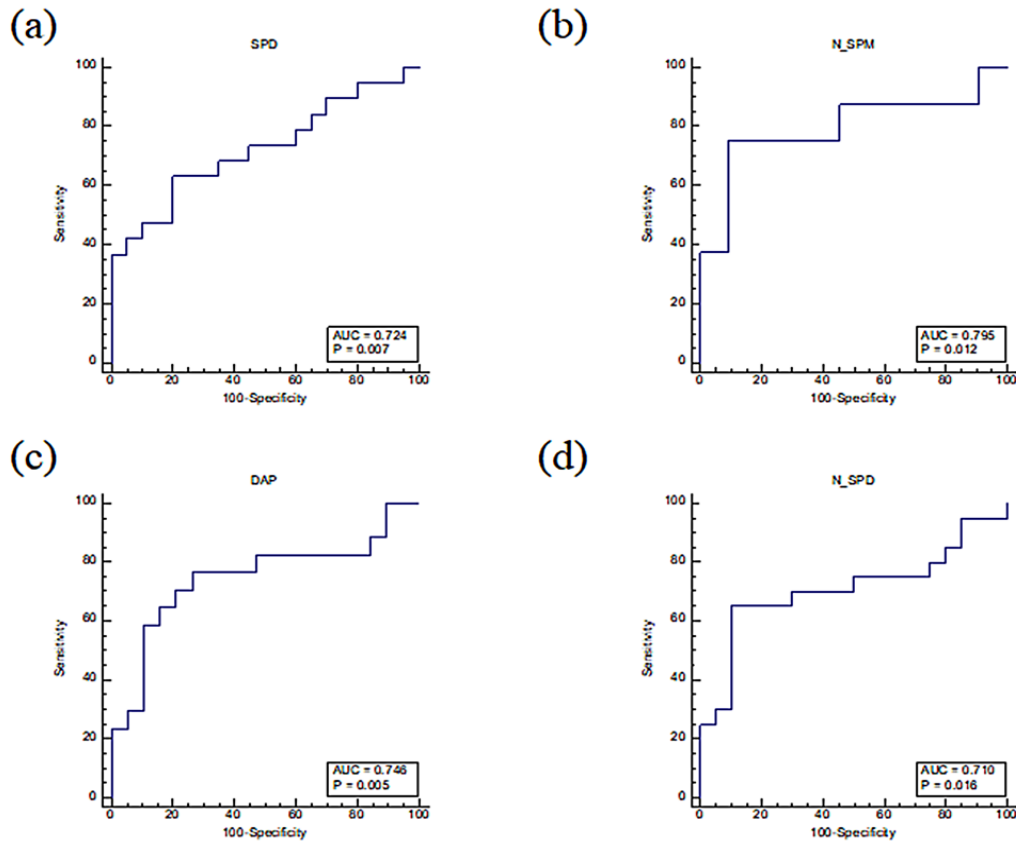 (a)
SPD
100
80
60
40
20
0
Sensitivity
AUC = 0.724
P = 0.007
0 20 40 60 80 100
100-Specificity
(b)
N_SPM
100
80
60
40
20
0
Sensitivity
AUC = 0.795
P = 0.012
0 20 40 60 80 100
100-Specificity
(c)
DAP
100
80
60
40
20
0
Sensitivity
AUC = 0.746
P = 0.005
0 20 40 60 80 100
100-Specificity
(d)
N_SPD
100
80
60
40
20
0
Sensitivity
AUC = 0.710
P = 0.016
0 20 40 60 80 100
100-Specificity